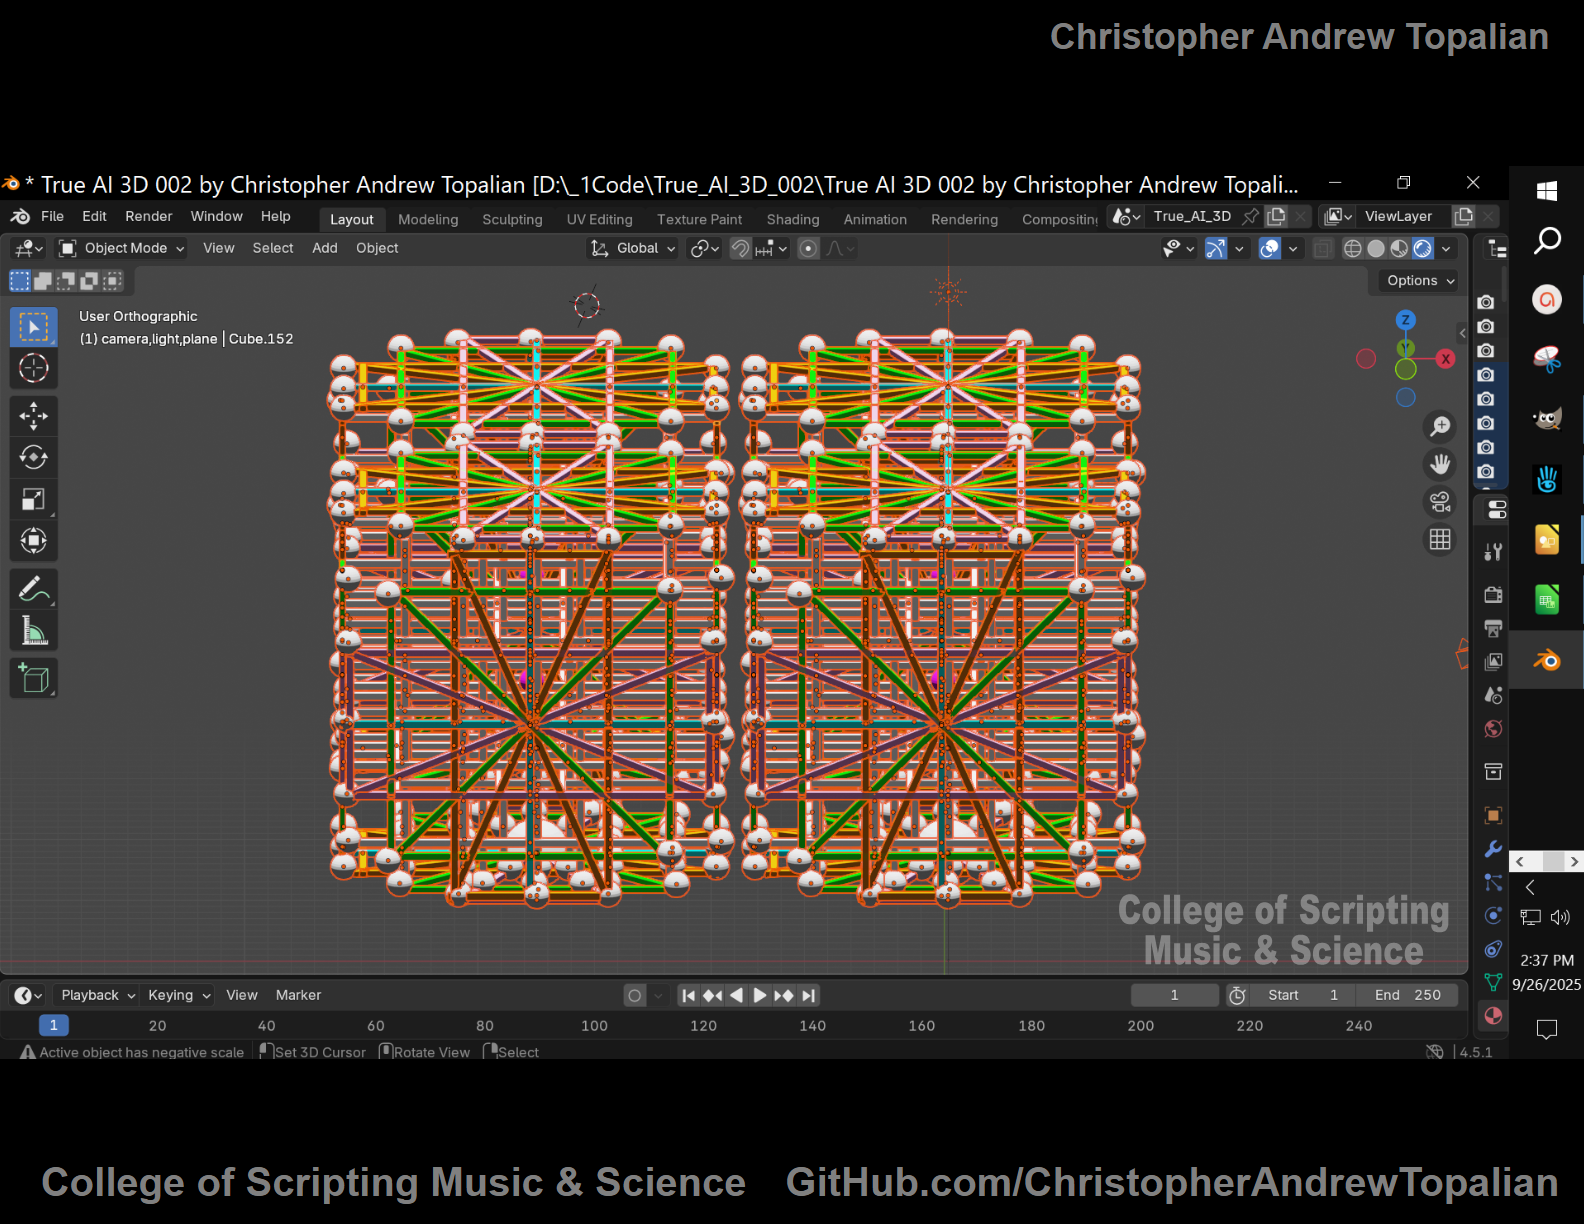 Christopher Andrew Topalian
* True AI 3D 002 by Christopher Andrew Topalian [D:\_1Code\True_AI_3D_002\True AI 3D 002 by Christopher Andrew Topali...
File Edit Render Window Help Layout Modeling Sculpting UV Editing Texture Paint Shading Animation Rendering Compositin True_AI_3D ViewLayer
Object Mode View Select Add Object Global
Options
User Orthographic
(1) camera,light,plane | Cube.152
Z
Y
X
College of Scripting
Music & Science
2:37 PM
9/26/2025
Playback Keying View Marker 1 Start 1 End 250
1 20 40 60 80 100 120 140 160 180 200 220 240
Active object has negative scale Set 3D Cursor Rotate View Select 4.5.1
College of Scripting Music & Science GitHub.com/ChristopherAndrewTopalian